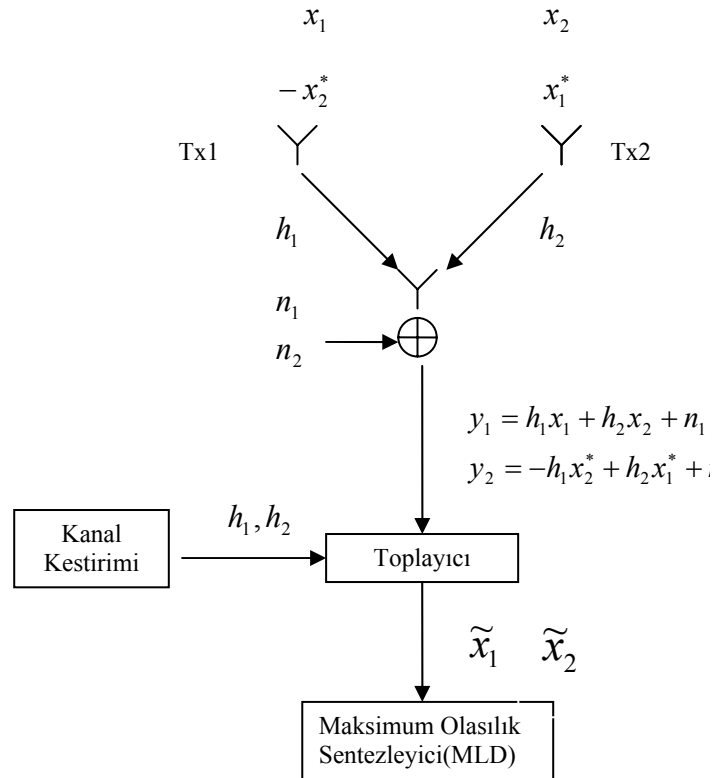 x₁ x₂
− x₂* x₁*
Tx1 Tx2
h₁ h₂
n₁
n₂
y₁ = h₁x₁ + h₂x₂ + n₁
y₂ = −h₁x₂* + h₂x₁* +
Kanal
Kestirimi
h₁, h₂
Toplayıcı
x̃₁ x̃₂
Maksimum Olasılık
Sentezleyici(MLD)